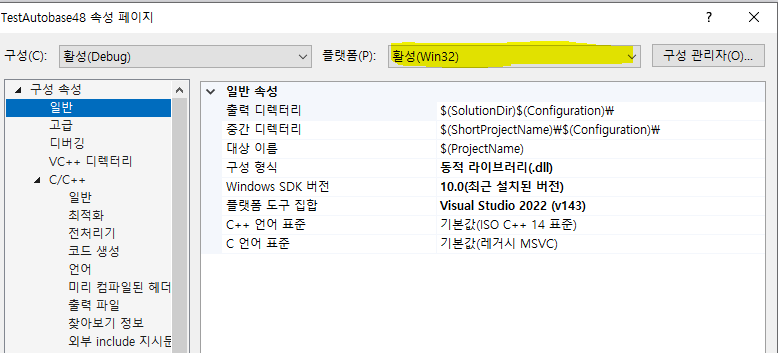 TestAutobase48 속성 페이지
? ×
구성(C): 활성(Debug) 플랫폼(P): 활성(Win32) 구성 관리자(O)...
구성 속성
일반
고급
디버깅
VC++ 디렉터리
C/C++
일반
최적화
전처리기
코드 생성
언어
미리 컴파일된 헤더
출력 파일
찾아보기 정보
외부 include 지시문
일반 속성
출력 디렉터리 $(SolutionDir)$(Configuration)₩
중간 디렉터리 $(ShortProjectName)₩$(Configuration)₩
대상 이름 $(ProjectName)
구성 형식 동적 라이브러리(.dll)
Windows SDK 버전 10.0(최근 설치된 버전)
플랫폼 도구 집합 Visual Studio 2022 (v143)
C++ 언어 표준 기본값(ISO C++ 14 표준)
C 언어 표준 기본값(레거시 MSVC)